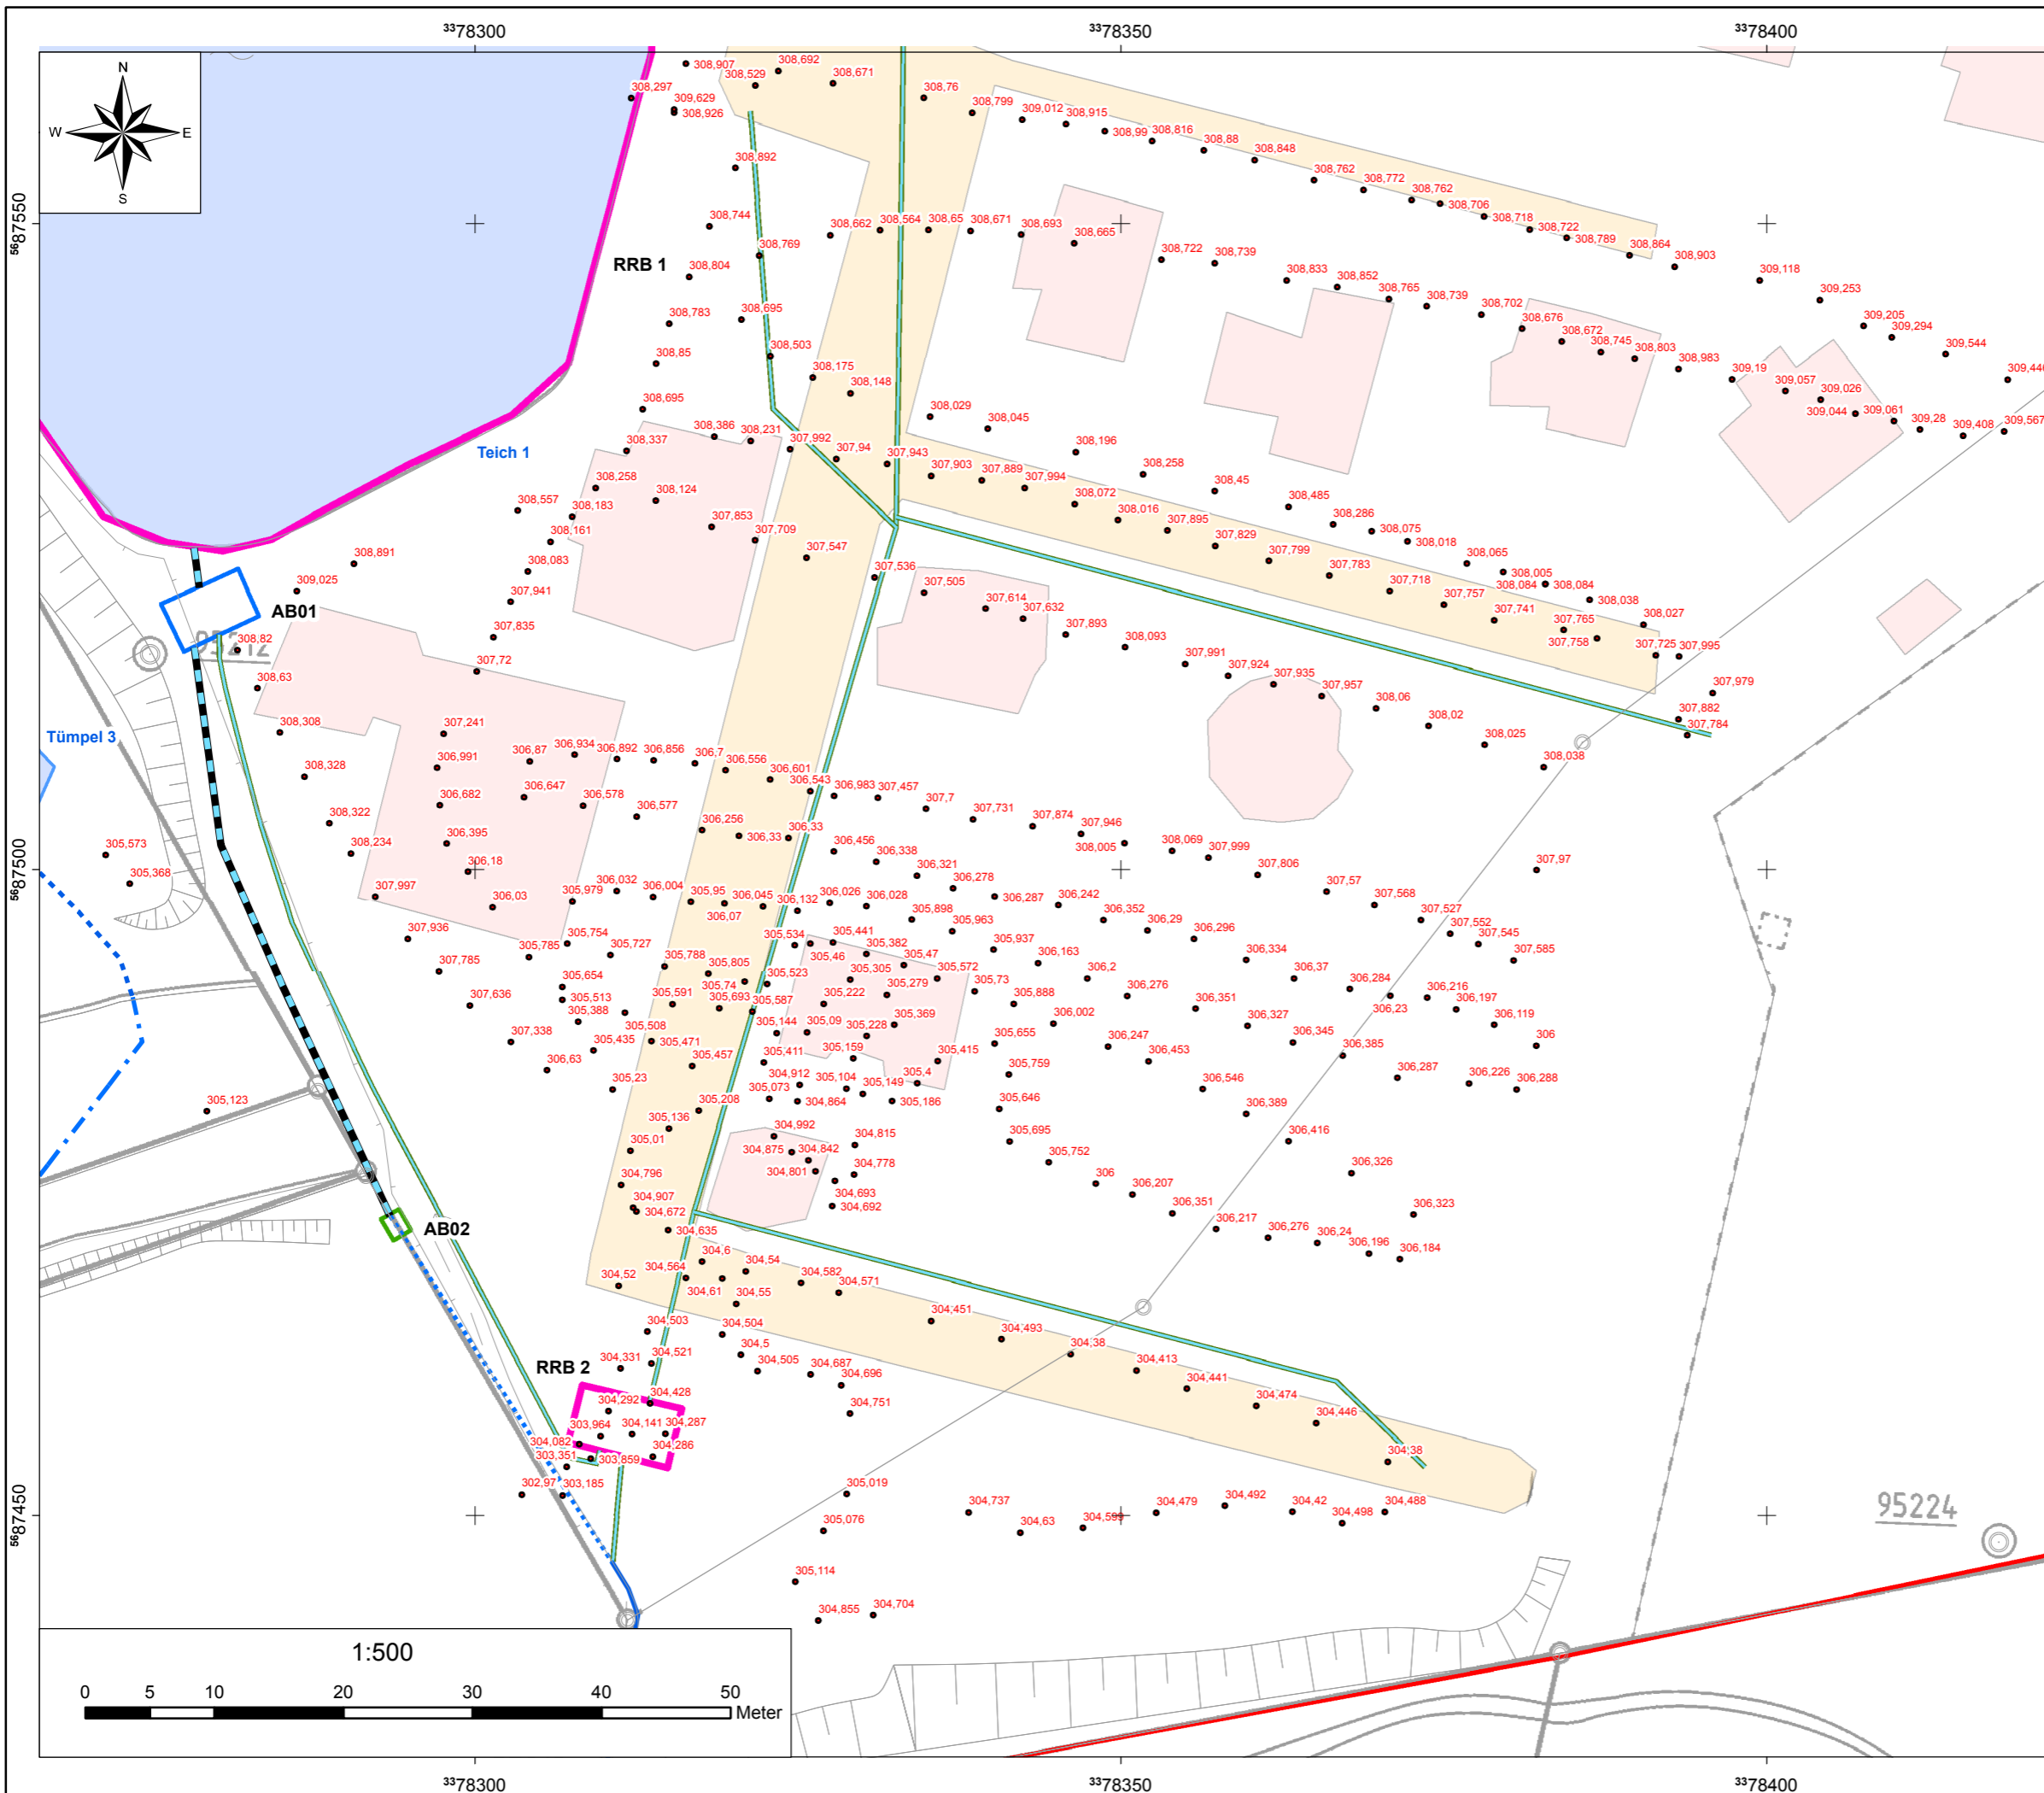 ³³78300 ³³78350 ³³78400
N
W E
S
308,907 308,529 308,692 308,671
308,297 309,629 308,926 308,76 308,799 309,012 308,915 308,99 308,816 308,88 308,848
308,892 308,762 308,772 308,762 308,706 308,718 308,722 308,789 308,864 308,903
⁵⁶87550
308,744 308,769 308,662 308,564 308,65 308,671 308,693 308,665 308,722 308,739
RRB 1
308,804 308,833 308,852 308,765 308,739 308,702 309,118 309,253
308,783 308,695 308,676 308,672 308,745 308,803 308,983 309,205 309,294 309,544
308,85 308,503 308,175 308,148 309,19 309,057 309,026 309,044 309,061 309,28 309,408 309,567
308,695 308,386 308,231 307,992 307,94 307,943 308,029 308,045 308,196
Teich 1
308,337 308,258 308,124 307,903 307,889 307,994 308,258 308,45
308,557 308,183 308,161 307,853 307,709 307,547 308,072 308,016 307,895 307,829 308,485 308,286 308,075 308,018
308,891 308,083 307,536 307,799 307,783 308,065 308,005 308,084 308,084 308,038
309,025 307,941 307,505 307,614 307,632 307,718 307,757 307,741 307,765 308,027
AB01
95212
308,82 307,835 307,893 308,093 307,758 307,725 307,995
308,63 307,72 307,991 307,924 307,935 307,957 308,06 307,979
308,308 307,241 308,02 308,025 307,882 307,784
Tümpel 3
308,328 306,991 306,87 306,934 306,892 306,856 306,7 306,556 306,601 306,543 306,983 307,457 308,038
308,322 306,682 306,647 306,578 306,577 307,7 307,731 307,874 307,946
308,234 306,395 306,256 306,33 306,33 306,456 306,338 308,005 308,069 307,999
305,573
305,368 306,18 306,321 306,278 307,806 307,97
⁵⁶87500
307,997 306,03 305,979 306,032 306,004 305,95 306,07 306,045 306,132 306,026 306,028 306,287 306,242 307,57 307,568 307,527
307,936 305,785 305,754 305,727 305,534 305,441 305,898 305,963 306,352 306,29 306,296 307,552 307,545 307,585
307,785 305,654 305,788 305,805 305,46 305,382 305,47 305,937 306,163 306,334
307,636 305,513 305,388 305,591 305,74 305,693 305,523 305,587 305,222 305,305 305,279 305,572 305,73 305,888 306,2 306,276 306,37 306,284 306,23 306,216 306,197
307,338 305,435 305,508 305,471 305,144 305,09 305,228 305,369 305,655 306,002 306,351 306,327 306,345 306,119 306
306,63 305,457 305,411 305,159 305,415 305,759 306,247 306,453 306,385
305,123 305,23 305,208 304,912 305,073 304,864 305,104 305,149 305,186 305,4 305,646 306,546 306,389 306,287 306,226 306,288
305,136 305,01 304,992 304,875 304,842 304,815 305,695 305,752 306,416
304,796 304,801 304,778 306 306,207 306,326
304,907 304,672 304,693 304,692 306,351 306,217 306,323
AB02
304,635 304,6 304,54 306,276 306,24 306,196 306,184
304,52 304,564 304,61 304,55 304,582 304,571
304,503 304,504 304,451 304,493 304,38 304,413
RRB 2
304,331 304,521 304,5 304,505 304,687 304,696 304,441 304,474 304,446
304,292 304,428 304,751
303,964 304,141 304,287
304,082 303,351 303,859 304,286 304,38
302,97 303,185 305,019 304,737 304,479 304,492 304,42 304,498 304,488
⁵⁶87450
95224
305,076 304,63 304,599
305,114
304,855 304,704
1:500
0 5 10 20 30 40 50
Meter
³³78300 ³³78350 ³³78400